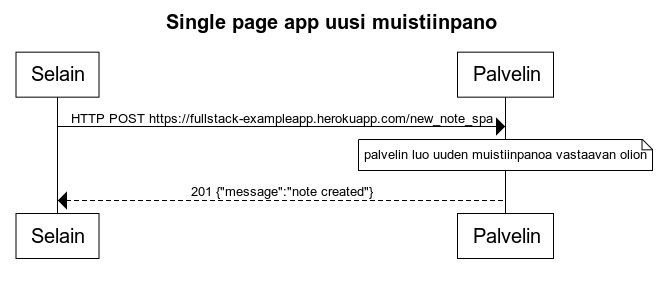 Single page app uusi muistiinpano
Selain
Palvelin
HTTP POST https://fullstack-exampleapp.herokuapp.com/new_note_spa
palvelin luo uuden muistiinpanoa vastaavan olion
201 {"message":"note created"}
Selain
Palvelin